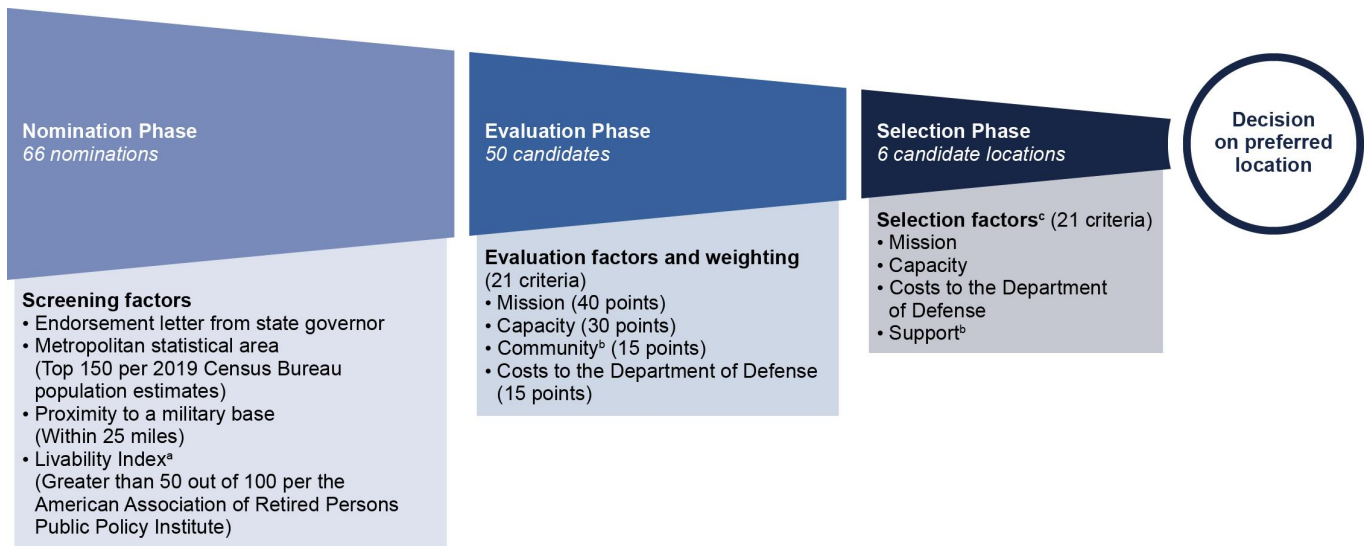 Nomination Phase
66 nominations
Screening factors
• Endorsement letter from state governor
• Metropolitan statistical area
(Top 150 per 2019 Census Bureau
population estimates)
• Proximity to a military base
(Within 25 miles)
• Livability Indexᵃ
(Greater than 50 out of 100 per the
American Association of Retired Persons
Public Policy Institute)
Evaluation Phase
50 candidates
Evaluation factors and weighting
(21 criteria)
• Mission (40 points)
• Capacity (30 points)
• Communityᵇ (15 points)
• Costs to the Department of Defense
(15 points)
Selection Phase
6 candidate locations
Selection factorsᶜ (21 criteria)
• Mission
• Capacity
• Costs to the Department
of Defense
• Supportᵇ
Decision
on preferred
location